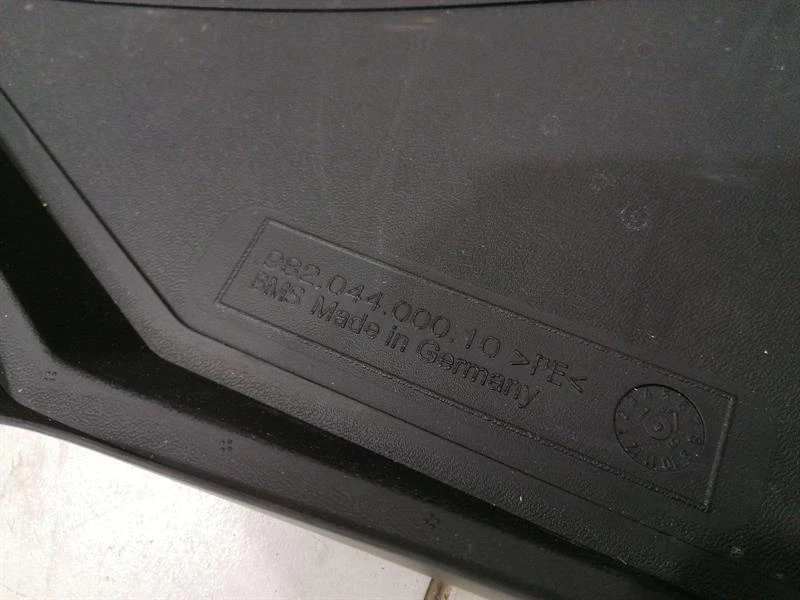 982.044.000.10 >PE<
BMS Made in Germany